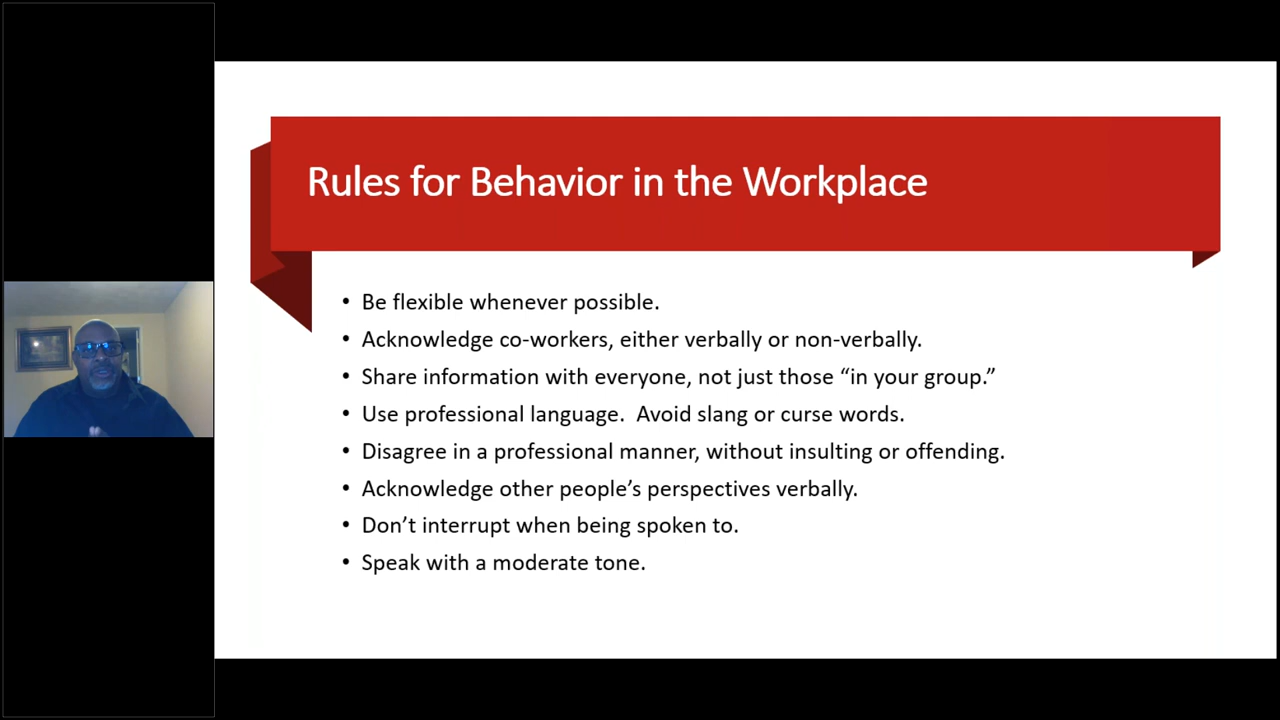 Rules for Behavior in the Workplace
• Be flexible whenever possible.
• Acknowledge co-workers, either verbally or non-verbally.
• Share information with everyone, not just those “in your group.”
• Use professional language.  Avoid slang or curse words.
• Disagree in a professional manner, without insulting or offending.
• Acknowledge other people’s perspectives verbally.
• Don’t interrupt when being spoken to.
• Speak with a moderate tone.